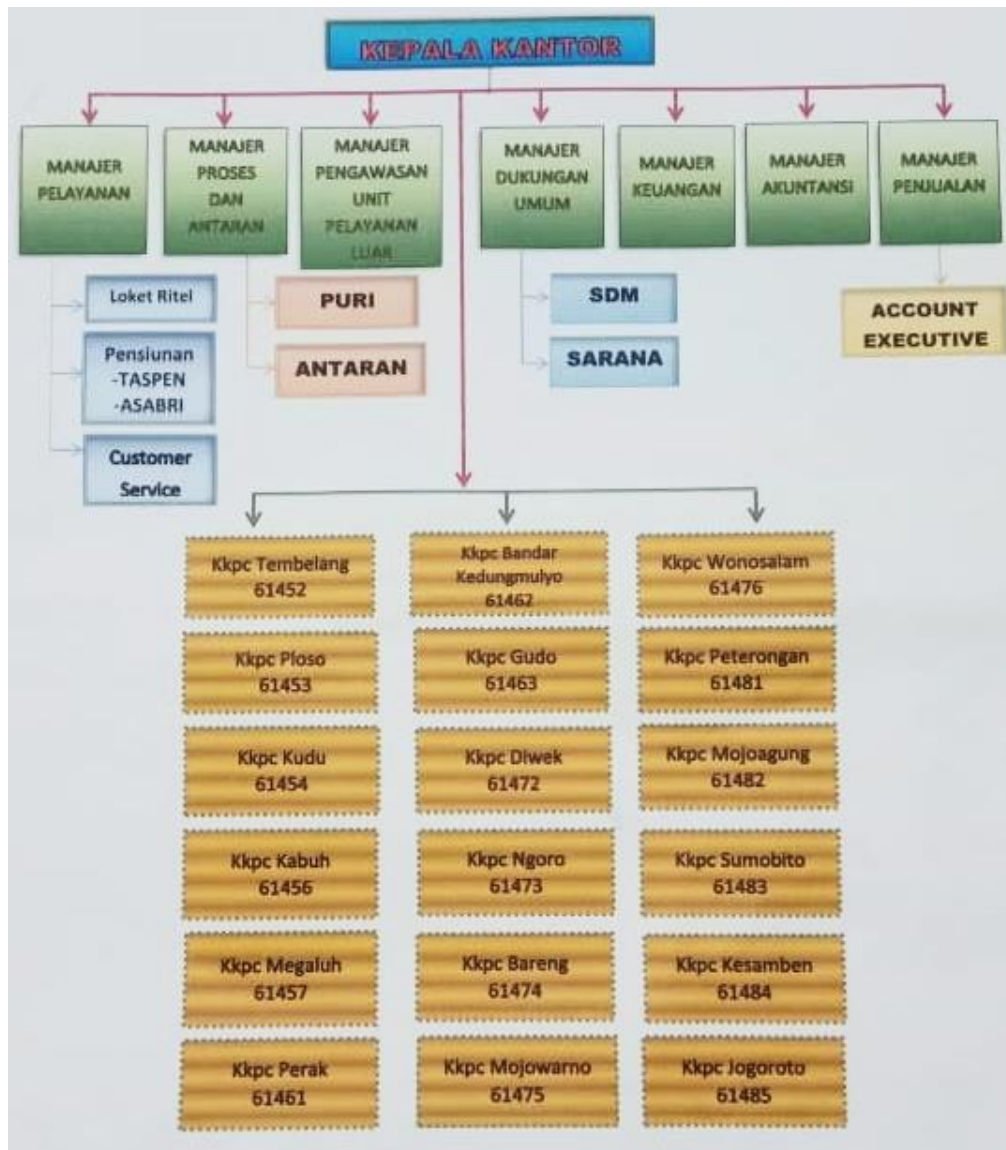 KEPALA KANTOR
MANAJER
PELAYANAN
MANAJER
PROSES
DAN
ANTARAN
MANAJER
PENGAWASAN
UNIT
PELAYANAN
LUAR
MANAJER
DUKUNGAN
UMUM
MANAJER
KEUANGAN
MANAJER
AKUNTANSI
MANAJER
PENJUALAN
Loket Ritel
Pensiunan
-TASPEN
-ASABRI
Customer
Service
PURI
ANTARAN
SDM
SARANA
ACCOUNT
EXECUTIVE
Kkpc Tembelang
61452
Kkpc Bandar
Kedungmulyo
61462
Kkpc Wonosalam
61476
Kkpc Ploso
61453
Kkpc Gudo
61463
Kkpc Peterongan
61481
Kkpc Kudu
61454
Kkpc Diwek
61472
Kkpc Mojoagung
61482
Kkpc Kabuh
61456
Kkpc Ngoro
61473
Kkpc Sumobito
61483
Kkpc Megaluh
61457
Kkpc Bareng
61474
Kkpc Kesamben
61484
Kkpc Perak
61461
Kkpc Mojowarno
61475
Kkpc Jogoroto
61485